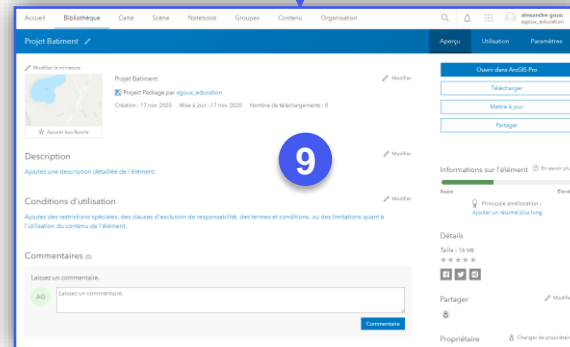 Accueil Bibliothèque Carte Scène Notebook Groupes Contenu Organisation alexandre goux
agoux_education
Projet Batiment Aperçu Utilisation Paramètres
Modifier la miniature
Projet Batiment Modifier
Project Package par agoux_education
Création : 17 nov. 2020 Mise à jour : 17 nov. 2020 Nombre de téléchargements : 0
Ajouter aux favoris
Ouvrir dans ArcGIS Pro
Télécharger
Mettre à jour
Partager
9
Description Modifier
Ajoutez une description détaillée de l'élément.
Conditions d'utilisation Modifier
Ajoutez des restrictions spéciales, des clauses d'exclusion de responsabilité, des termes et conditions, ou des limitations quant à
l'utilisation du contenu de l'élément.
Commentaires (0)
Laissez un commentaire.
AG Laissez un commentaire.
Commentaire
Informations sur l'élément En savoir plus
Basse
Principale amélioration :
Ajouter un résumé plus long
Détails
Taille : 16 MB
Partager
Propriétaire Changer de propriétaire